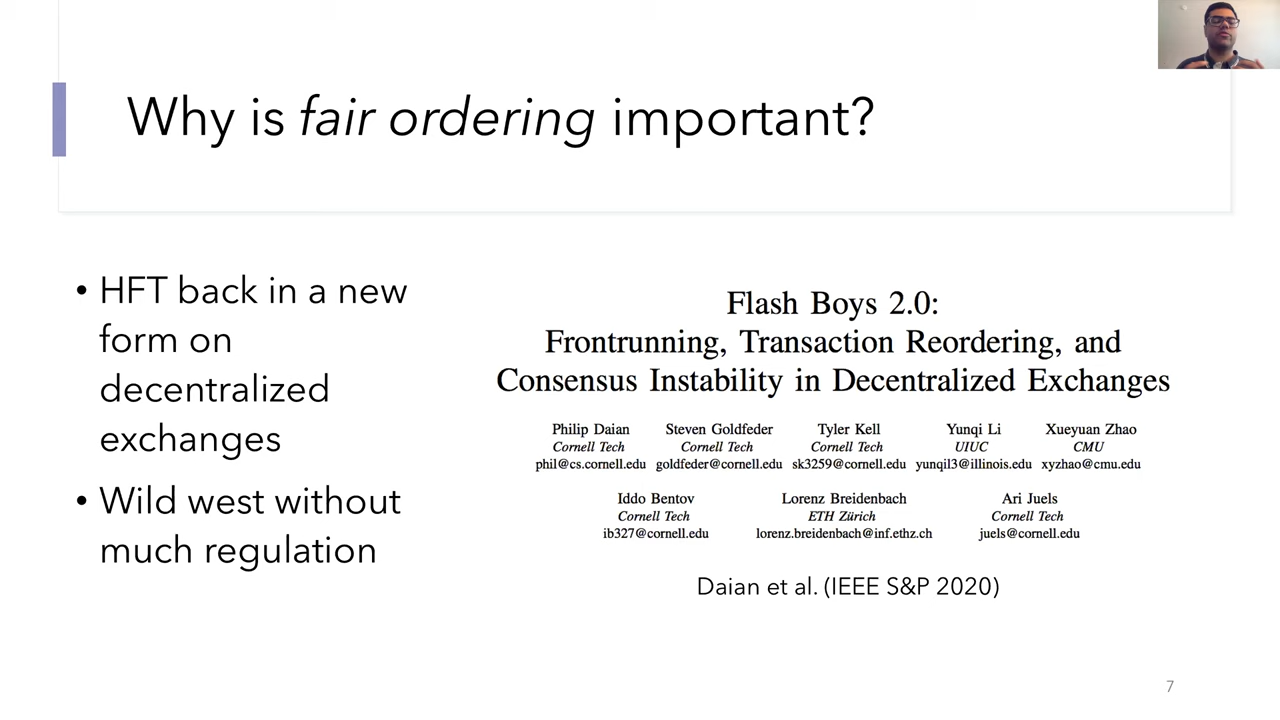 Why is fair ordering important?
• HFT back in a new
form on
decentralized
exchanges
• Wild west without
much regulation
Flash Boys 2.0:
Frontrunning, Transaction Reordering, and
Consensus Instability in Decentralized Exchanges
Philip Daian Steven Goldfeder Tyler Kell Yunqi Li Xueyuan Zhao
Cornell Tech Cornell Tech Cornell Tech UIUC CMU
phil@cs.cornell.edu goldfeder@cornell.edu sk3259@cornell.edu yunqil3@illinois.edu xyzhao@cmu.edu
Iddo Bentov Lorenz Breidenbach Ari Juels
Cornell Tech ETH Zürich Cornell Tech
ib327@cornell.edu lorenz.breidenbach@inf.ethz.ch juels@cornell.edu
Daian et al. (IEEE S&P 2020)
7